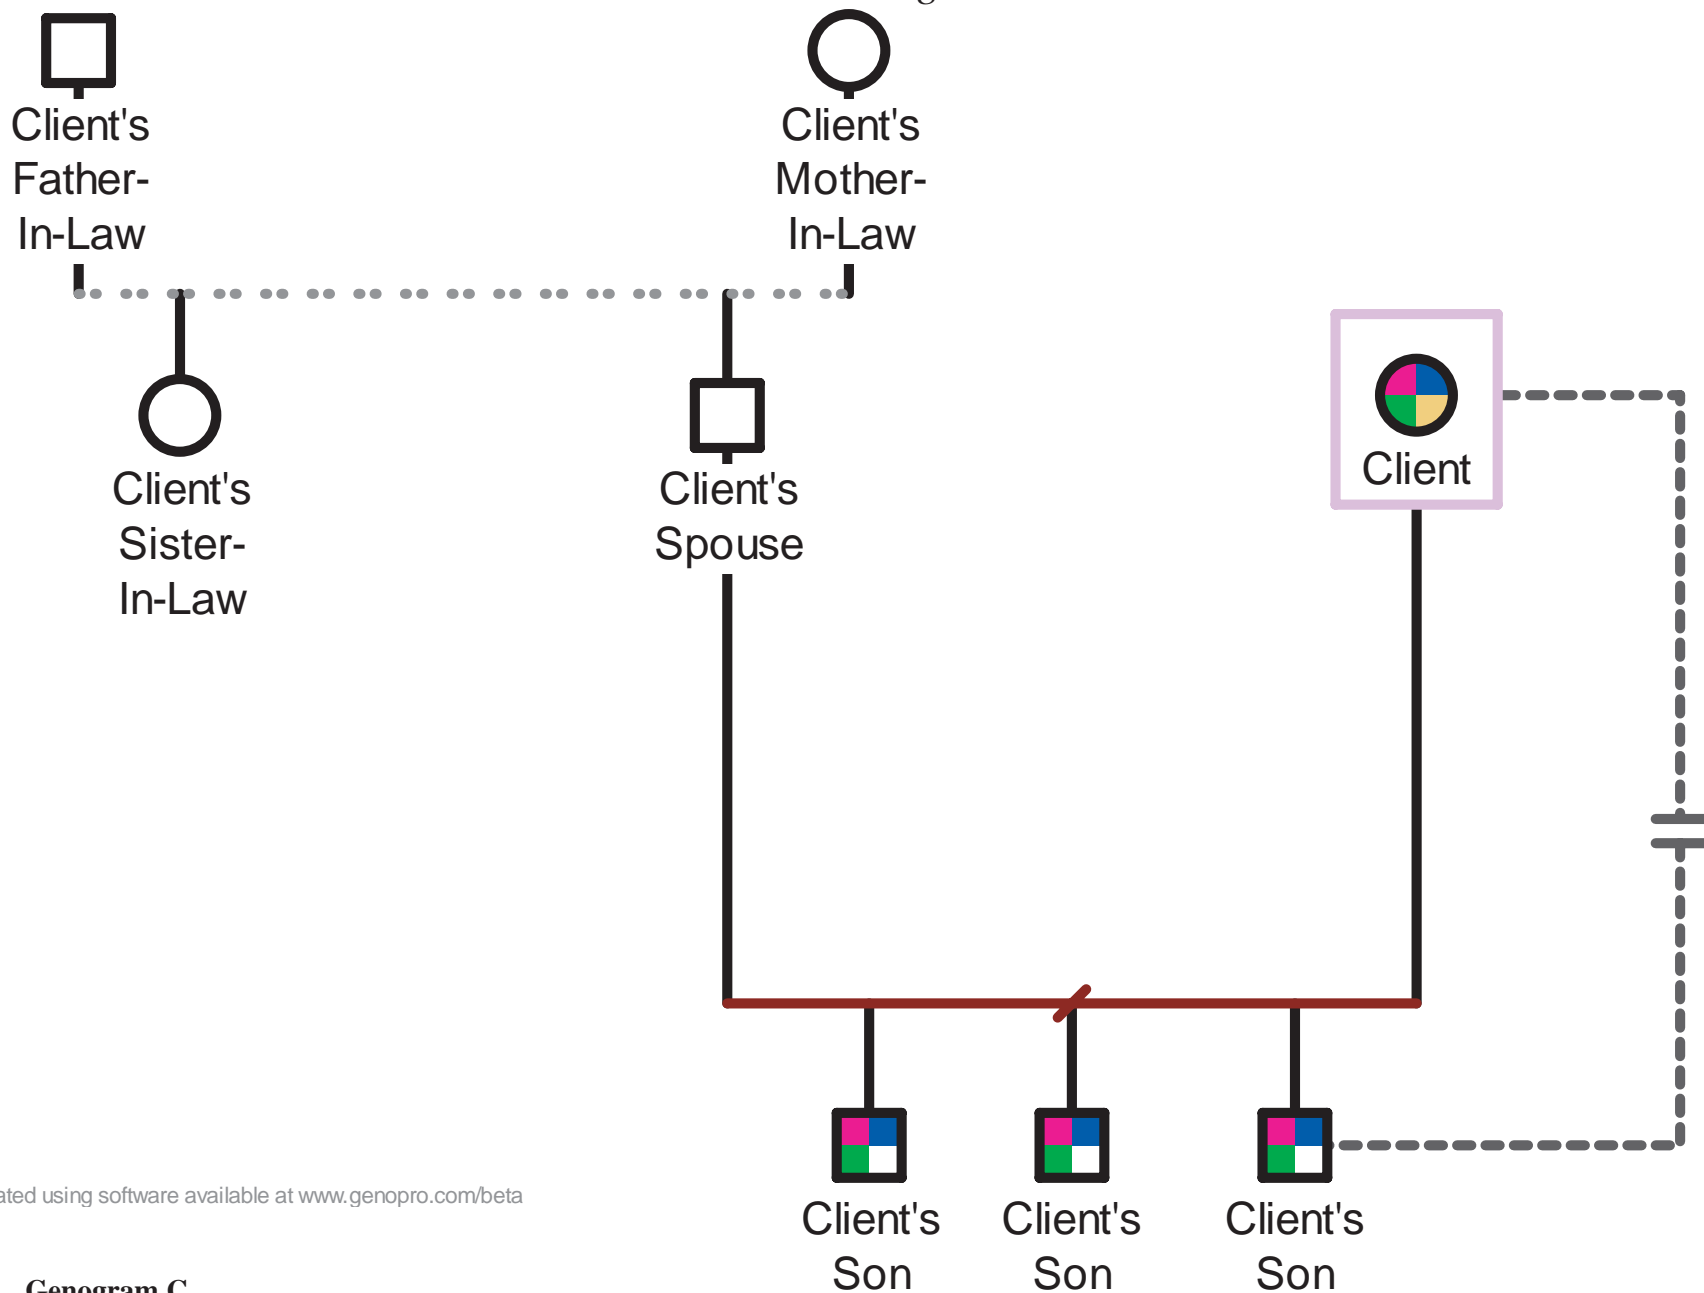 Client's
Father-
In-Law
Client's
Mother-
In-Law
Client's
Sister-
In-Law
Client's
Spouse
Client
Client's
Son
Client's
Son
Client's
Son
using software available at www.genopro.com/beta
Genogram C